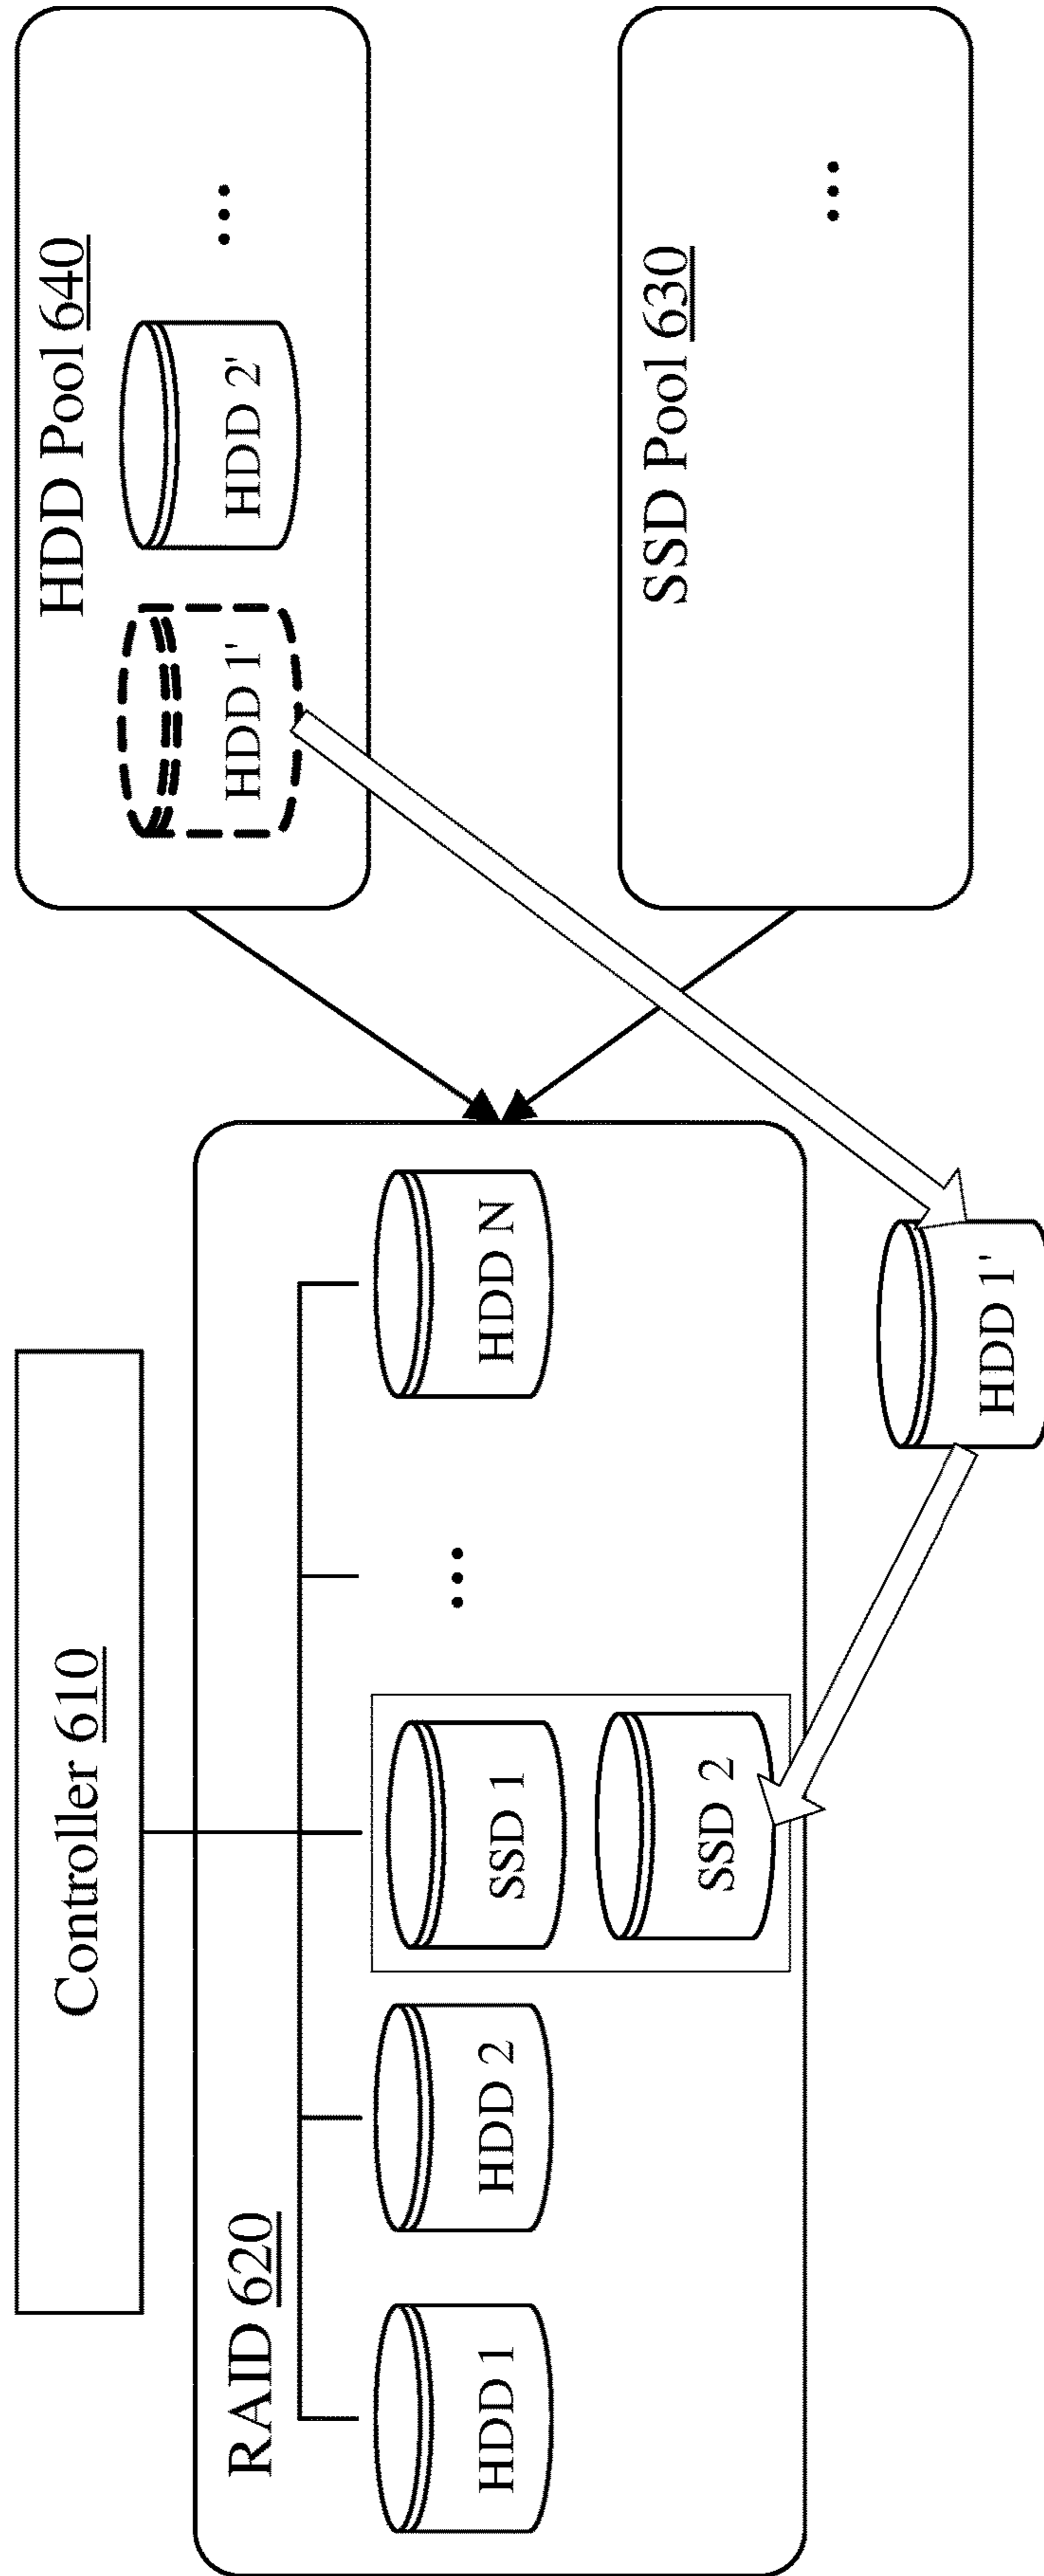 Controller 610
RAID 620
HDD 1
HDD 2
SSD 1
SSD 2
...
HDD N
HDD 1'
HDD Pool 640
HDD 1'
HDD 2'
...
SSD Pool 630
...